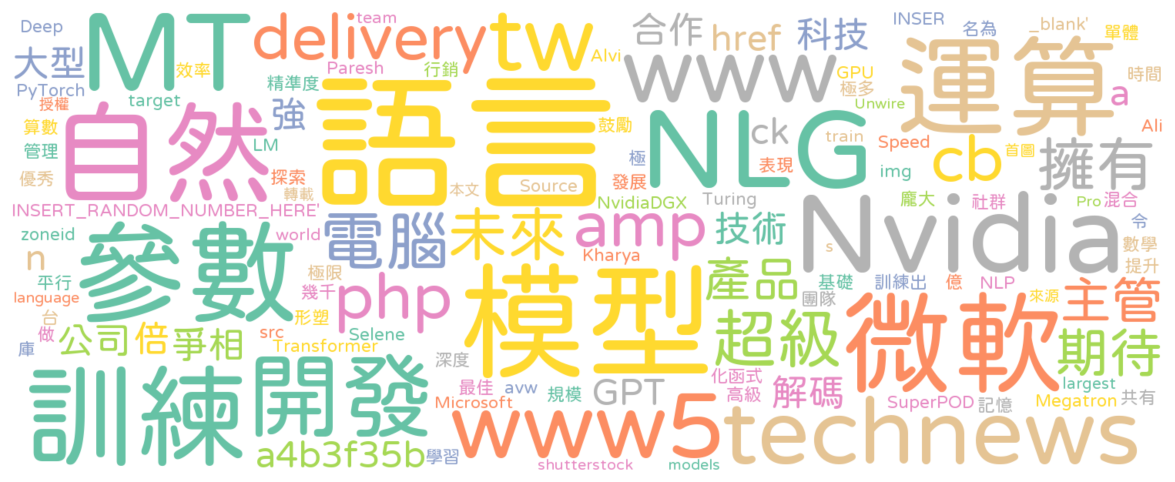 Deep
MT
delivery
team
tw
合作
href
科技
INSER
名為
_blank'
單體
大型
效率
Paresh
行銷
Alvi
www
GPU
極多
運算
時間
PyTorch
授權
target
精準度
強
語言
鼓勵
NLG
ck
Unwire
train
Speed
a
Ali
算數
管理
自然
LM
探索
極
表現
cb
首圖
img
擁有
優秀
轉載
本文
Source
發展
NvidiaDGX
Turing
Nvidia
龐大
社群
Pro
混合
INSERT_RANDOM_NUMBER_HERE'
zoneid
參數
world
電腦
未來
amp
技術
令
n
極限
Kharya
s
數學
平行
幾千
php
模型
產品
團隊
基礎
訓練出
億
NLP
提升
language
台
形塑
來源
主管
做
公司
倍
爭相
src
Selene
Transformer
超級
微軟
期待
庫
深度
化函式
訓練
開發
最佳
avw
規模
GPT
高級
解碼
largest
Microsoft
SuperPOD
記憶
Megatron
共有
a4b3f35b
學習
www5
technews
shutterstock
models